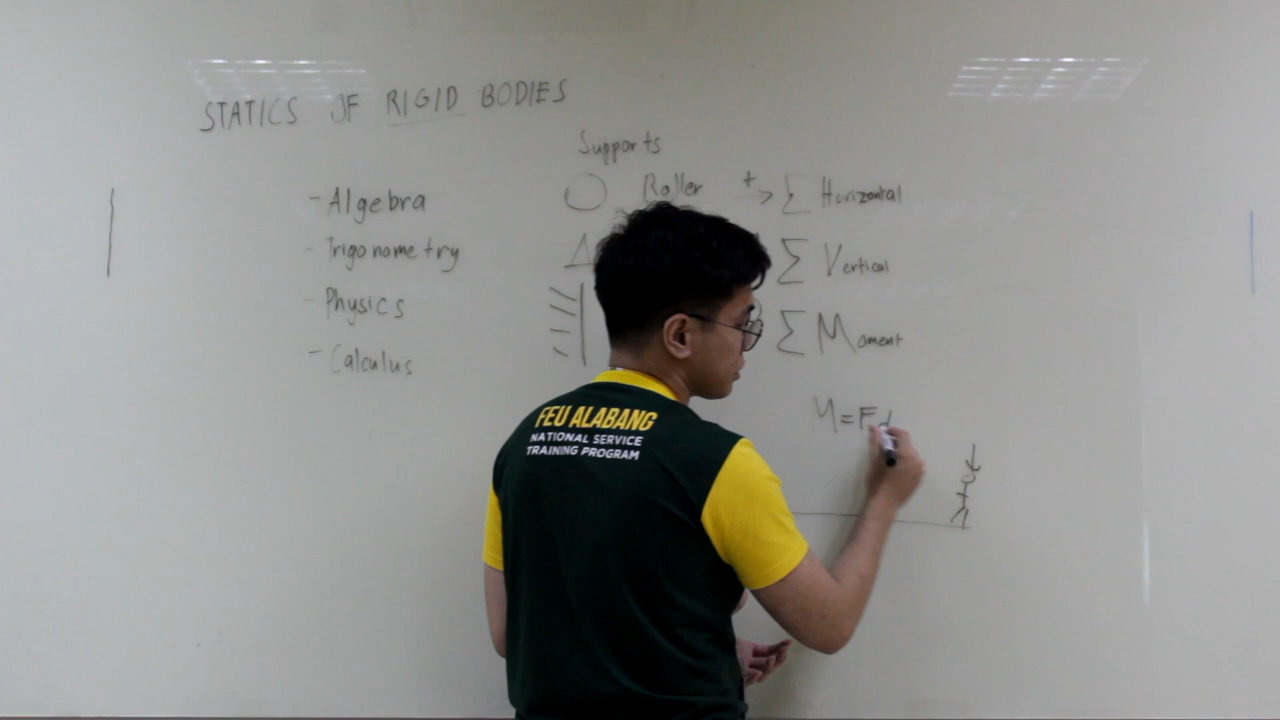 STATICS OF RIGID BODIES
- Algebra
- Trigonometry
- Physics
- Calculus
Supports
Roller
+ → Σ Horizontal
Σ Vertical
Σ Moment
M=Fd
FEU ALABANG
NATIONAL SERVICE
TRAINING PROGRAM